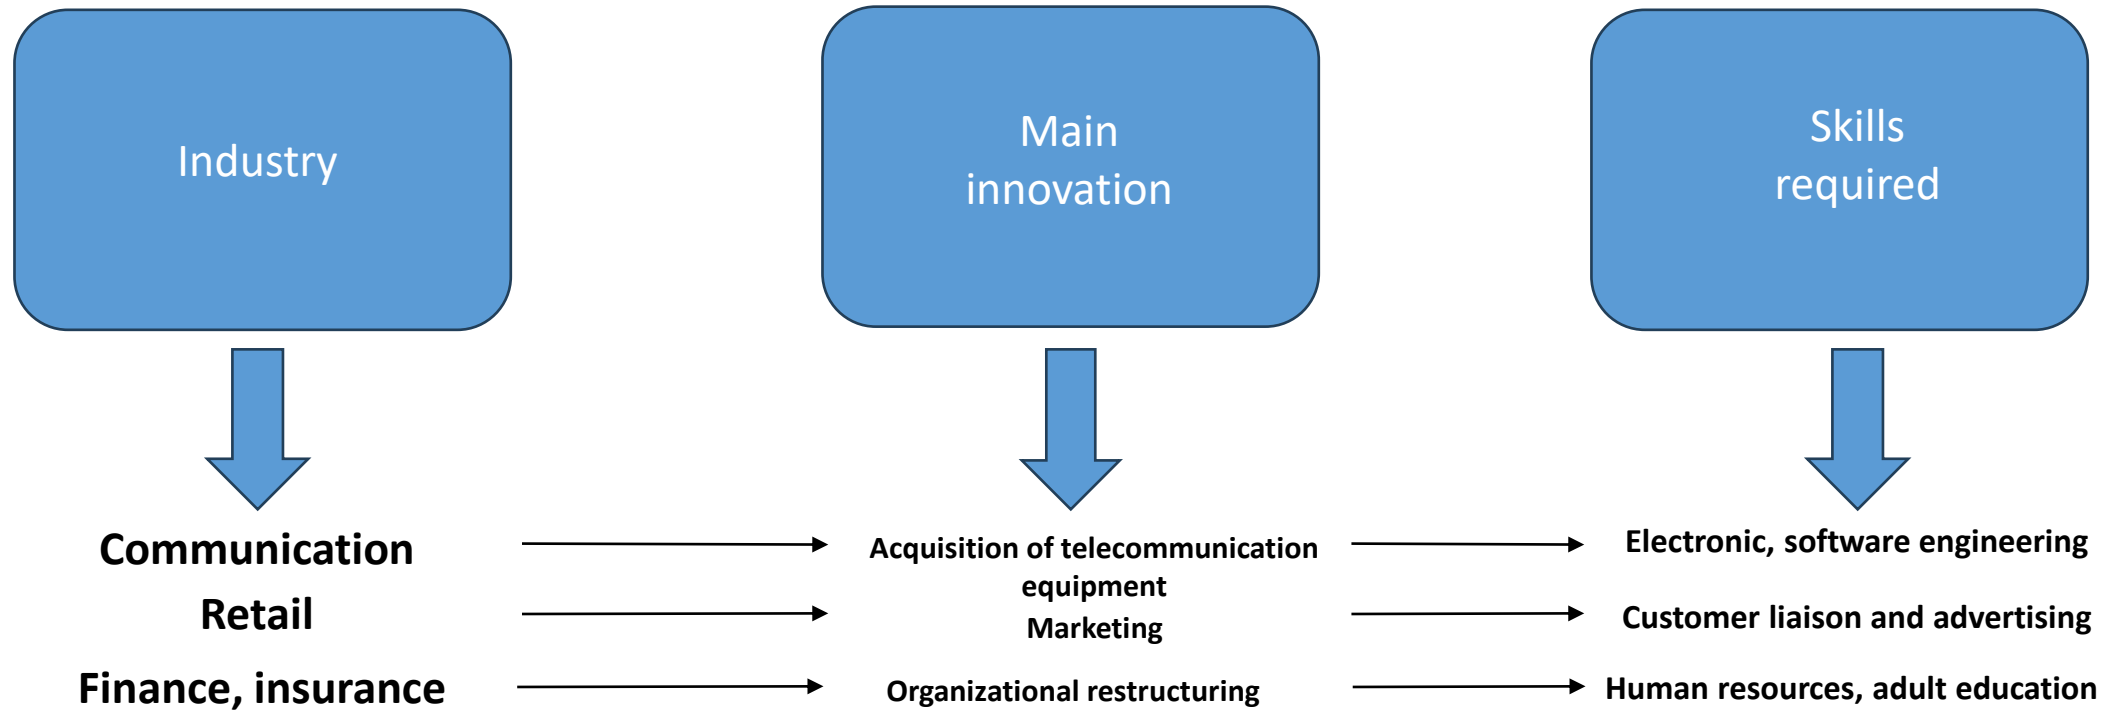 Industry
Main
innovation
Skills
required
Communication
Acquisition of telecommunication
equipment
Electronic, software engineering
Retail
Marketing
Customer liaison and advertising
Finance, insurance
Organizational restructuring
Human resources, adult education